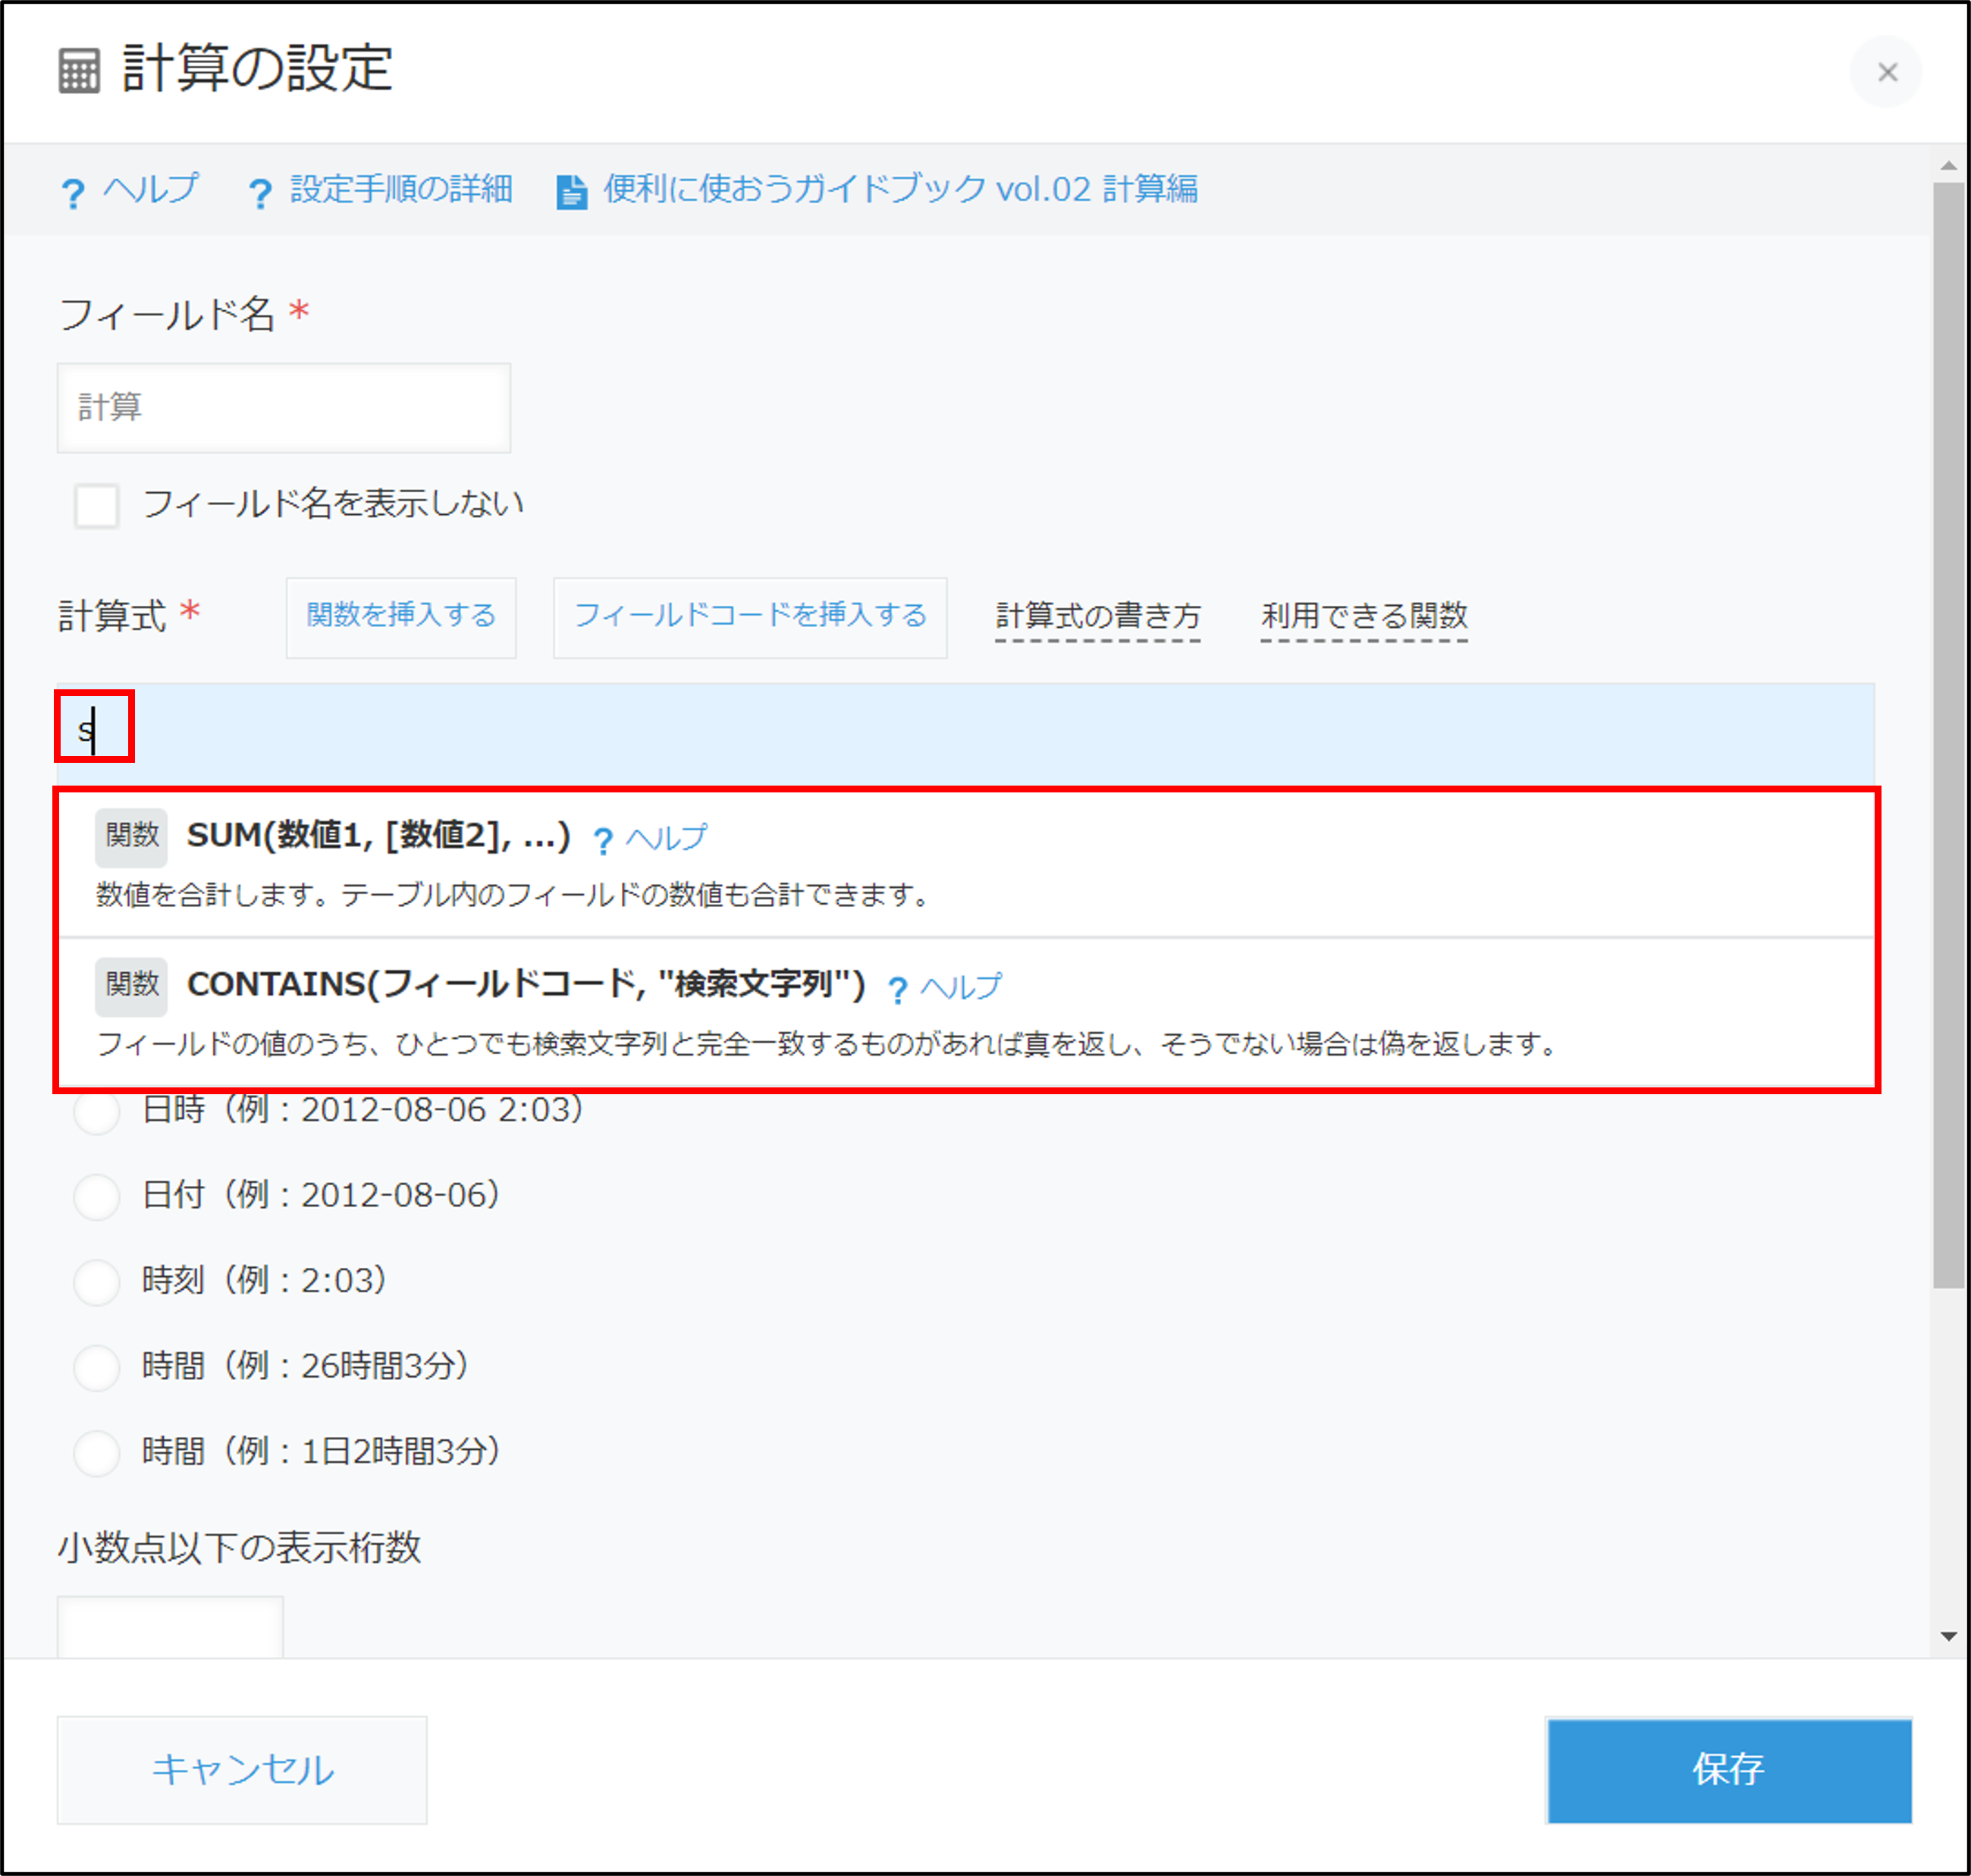 計算の設定
? ヘルプ ? 設定手順の詳細 便利に使おうガイドブック vol.02 計算編
フィールド名 *
計算
フィールド名を表示しない
計算式 * 関数を挿入する フィールドコードを挿入する 計算式の書き方 利用できる関数
s
関数 SUM(数値1, [数値2], ...) ? ヘルプ
数値を合計します。テーブル内のフィールドの数値も合計できます。
関数 CONTAINS(フィールドコード, "検索文字列") ? ヘルプ
フィールドの値のうち、ひとつでも検索文字列と完全一致するものがあれば真を返し、そうでない場合は偽を返します。
日時（例：2012-08-06 2:03）
日付（例：2012-08-06）
時刻（例：2:03）
時間（例：26時間3分）
時間（例：1日2時間3分）
小数点以下の表示桁数
キャンセル 保存